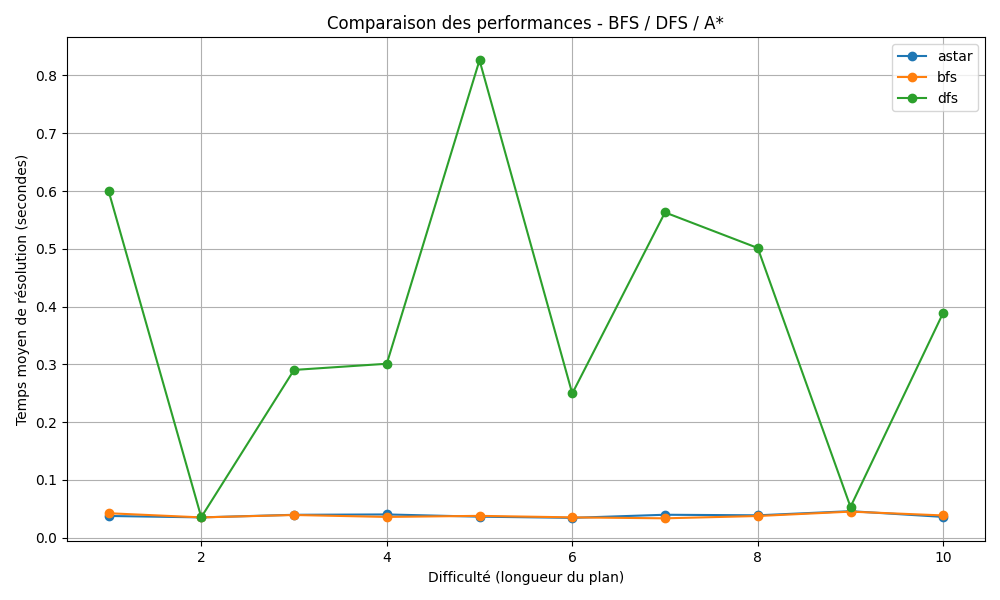 Comparaison des performances - BFS / DFS / A*
astar
bfs
dfs
Temps moyen de résolution (secondes)
0.8
0.7
0.6
0.5
0.4
0.3
0.2
0.1
0.0
2 4 6 8 10
Difficulté (longueur du plan)